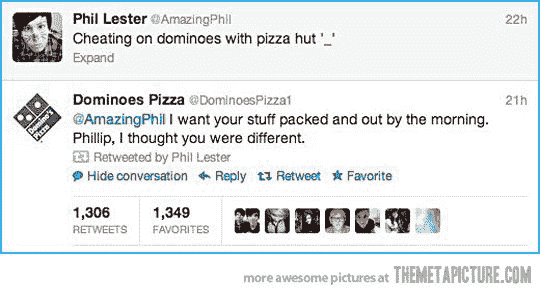 Phil Lester @AmazingPhil 22h
Cheating on dominoes with pizza hut '_'
Expand
Domino's Pizza
Dominoes Pizza @DominoesPizza1 21h
@AmazingPhil I want your stuff packed and out by the morning.
Phillip, I thought you were different.
Retweeted by Phil Lester
Hide conversation Reply Retweet Favorite
1,306 1,349
RETWEETS FAVORITES
more awesome pictures at THEMETAPICTURE.COM